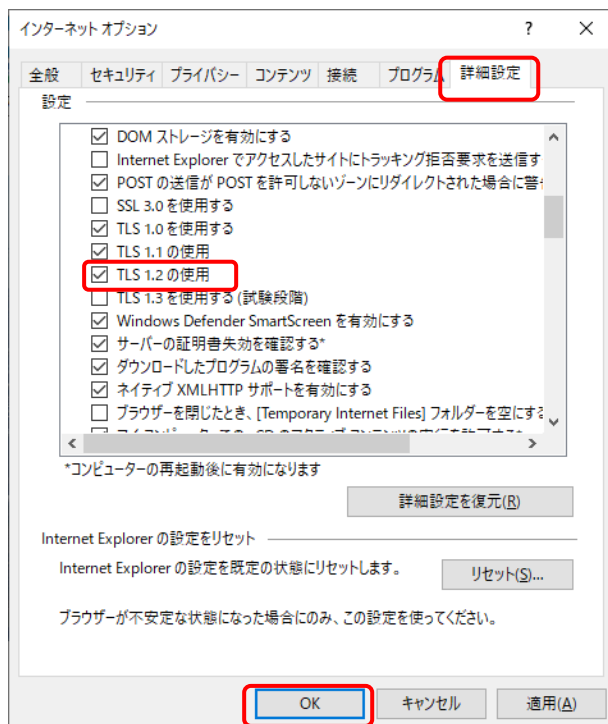 インターネット オプション
全般 セキュリティ プライバシー コンテンツ 接続 プログラム 詳細設定
設定
DOM ストレージを有効にする
Internet Explorer でアクセスしたサイトにトラッキング拒否要求を送信す
POST の送信が POST を許可しないゾーンにリダイレクトされた場合に警
SSL 3.0 を使用する
TLS 1.0 を使用する
TLS 1.1 の使用
TLS 1.2 の使用
TLS 1.3 を使用する (試験段階)
Windows Defender SmartScreen を有効にする
サーバーの証明書失効を確認する*
ダウンロードしたプログラムの署名を確認する
ネイティブ XMLHTTP サポートを有効にする
ブラウザーを閉じたとき、[Temporary Internet Files] フォルダーを空にする
*コンピューターの再起動後に有効になります
詳細設定を復元(R)
Internet Explorer の設定をリセット
Internet Explorer の設定を既定の状態にリセットします。
リセット(S)...
ブラウザーが不安定な状態になった場合にのみ、この設定を使ってください。
OK キャンセル 適用(A)